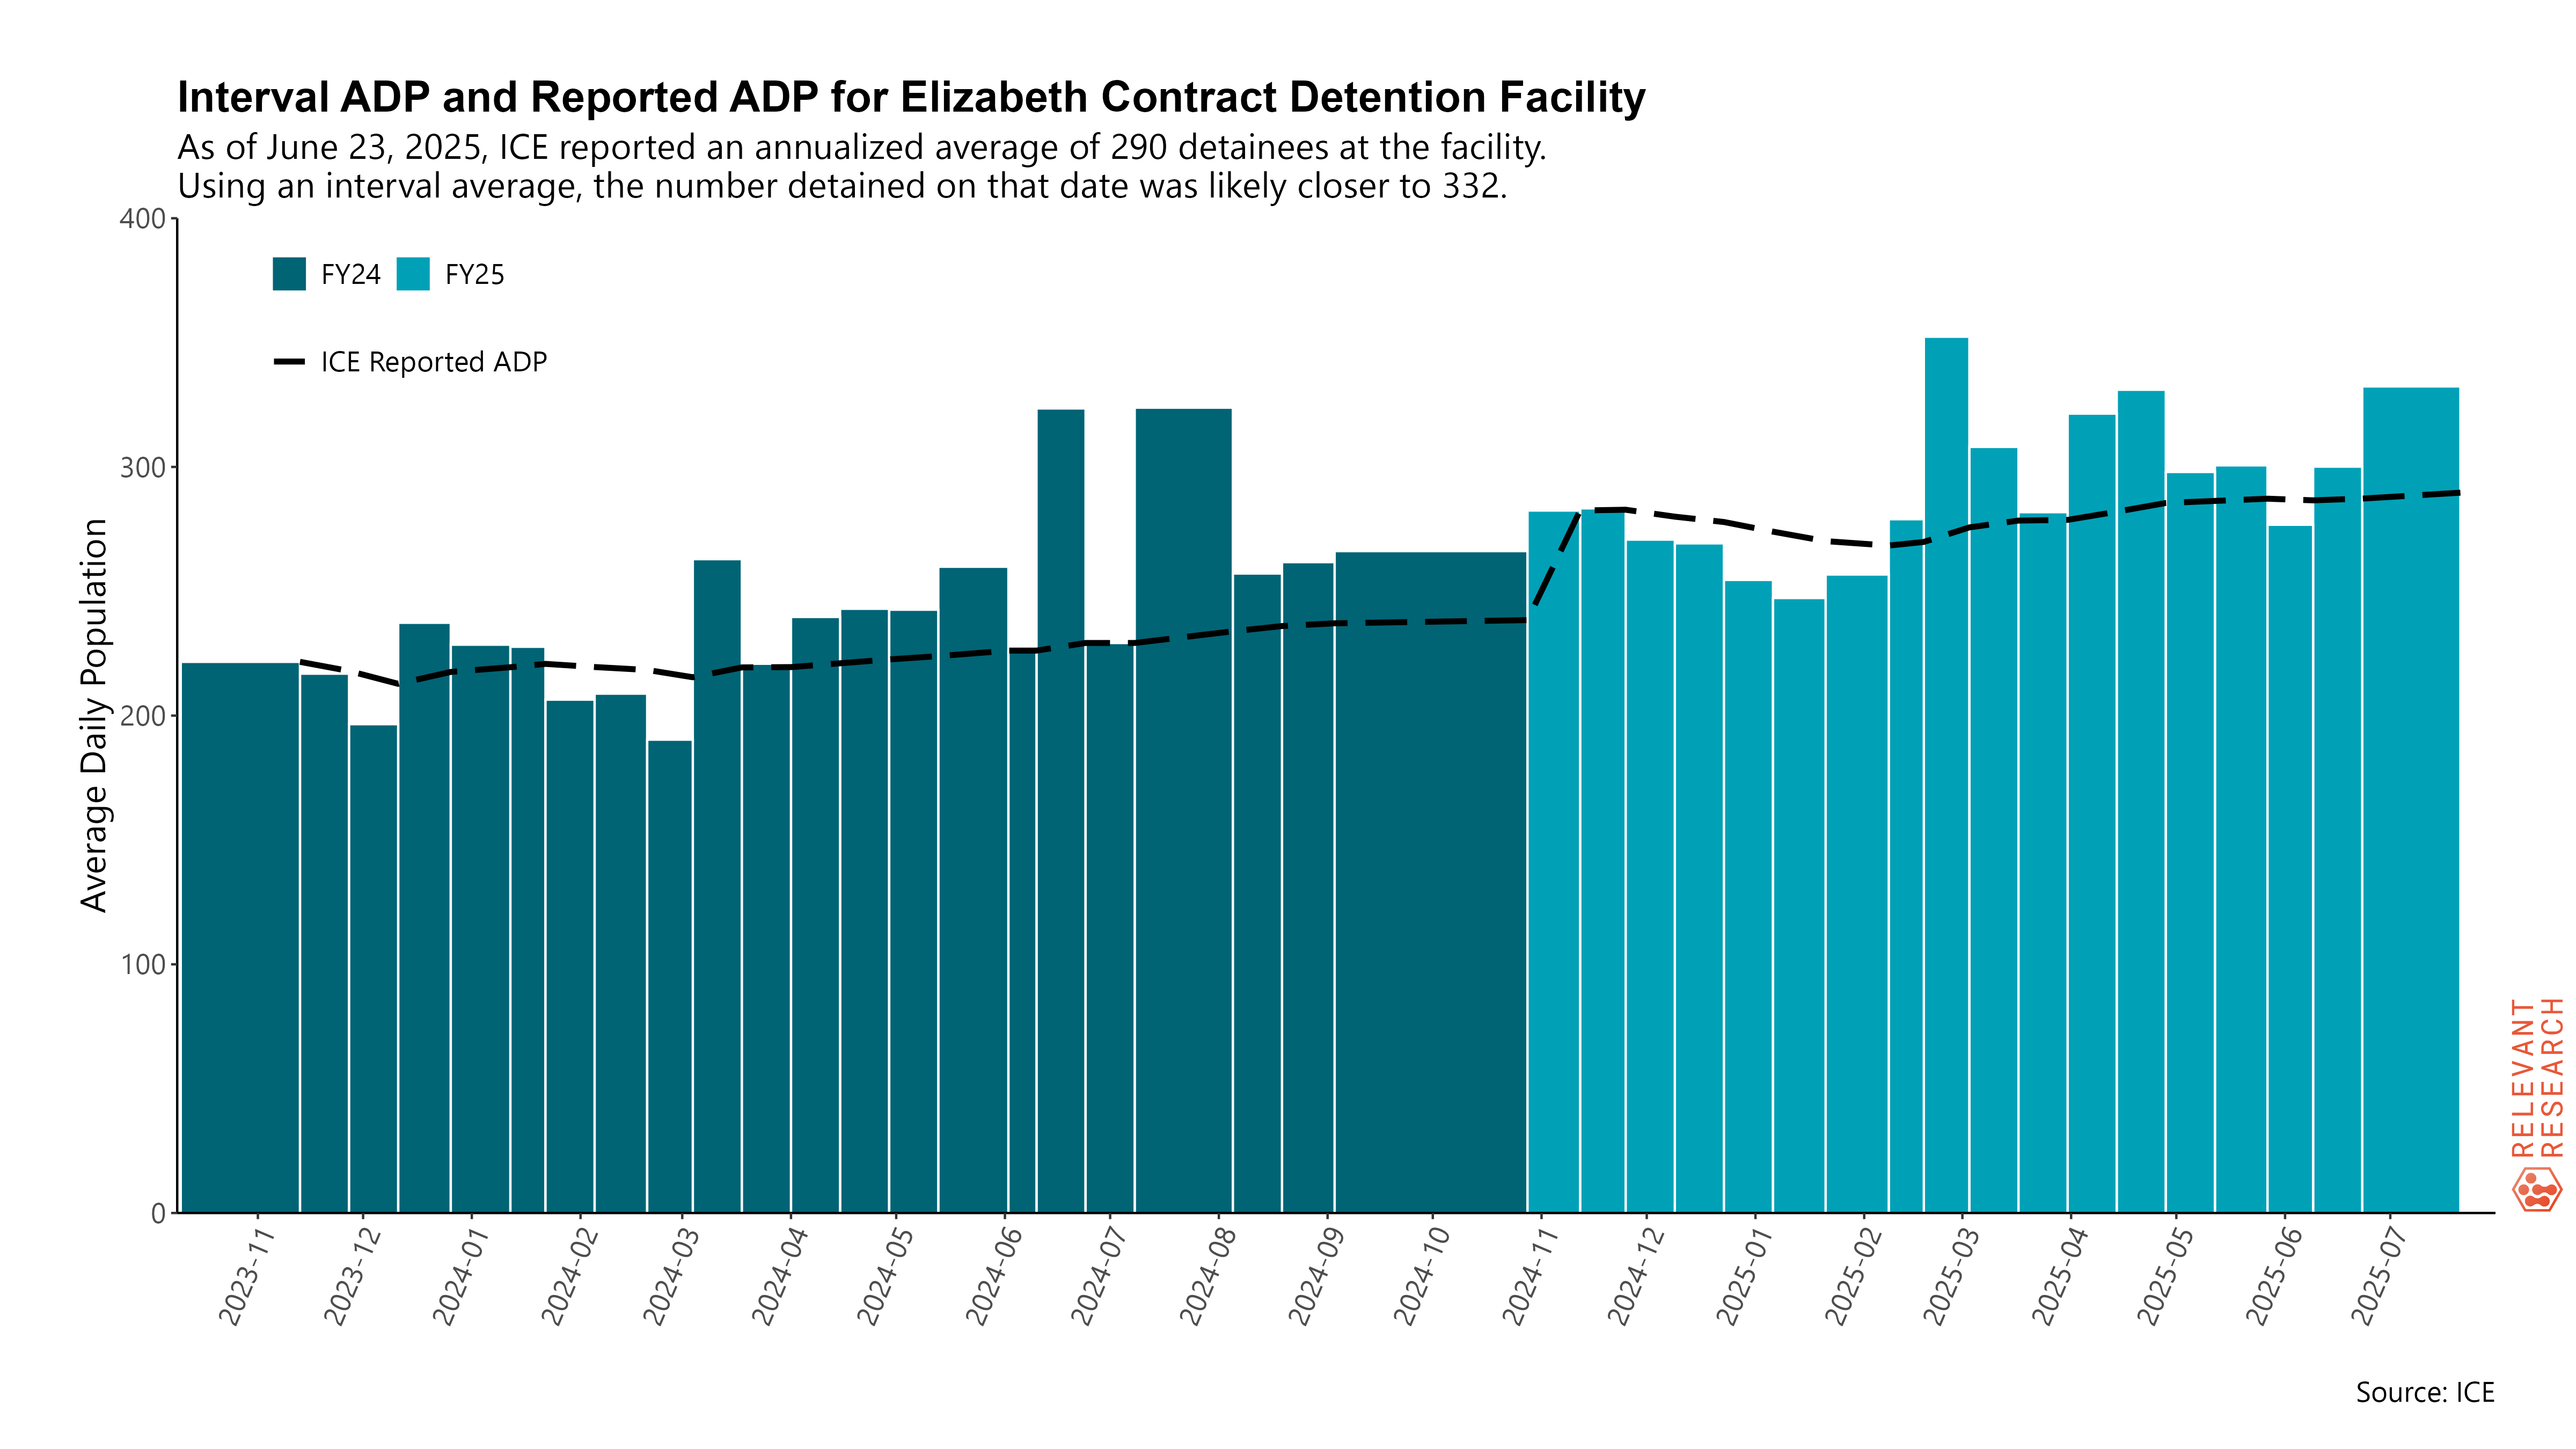 Interval ADP and Reported ADP for Elizabeth Contract Detention Facility
As of June 23, 2025, ICE reported an annualized average of 290 detainees at the facility.
Using an interval average, the number detained on that date was likely closer to 332.
400
300
200
100
0
Average Daily Population
FY24
FY25
ICE Reported ADP
2023-11
2023-12
2024-01
2024-02
2024-03
2024-04
2024-05
2024-06
2024-07
2024-08
2024-09
2024-10
2024-11
2024-12
2025-01
2025-02
2025-03
2025-04
2025-05
2025-06
2025-07
RELEVANT
RESEARCH
Source: ICE